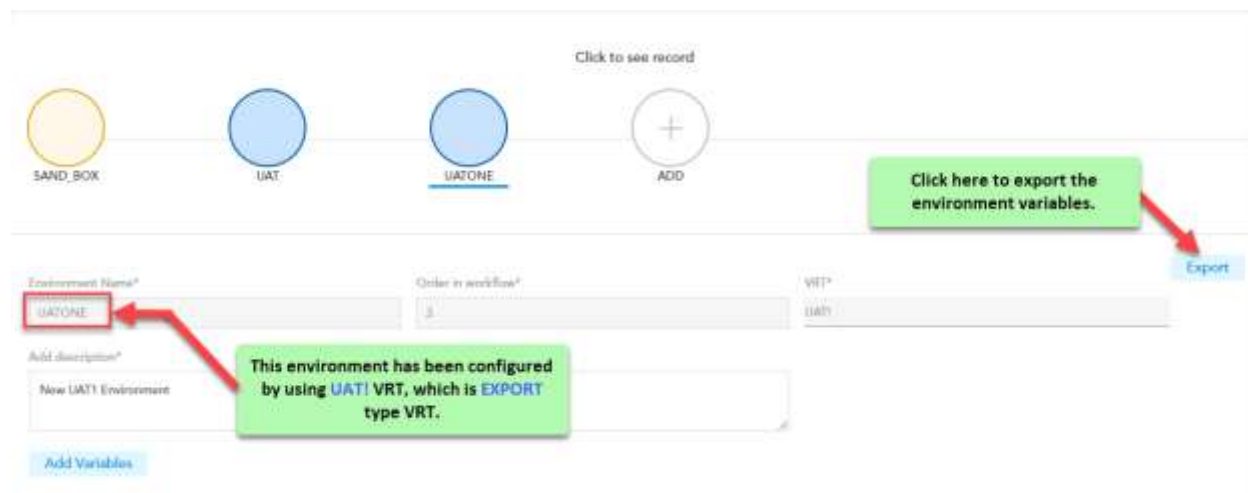 Click to see record
SAND_BOX
UAT
UATONE
ADD
Click here to export the
environment variables.
Export
Environment Name*
Order in workflow*
VRT*
UATONE
3
UAT!
Add description*
This environment has been configured
by using UAT! VRT, which is EXPORT
type VRT.
New UAT1 Environment
Add Variables